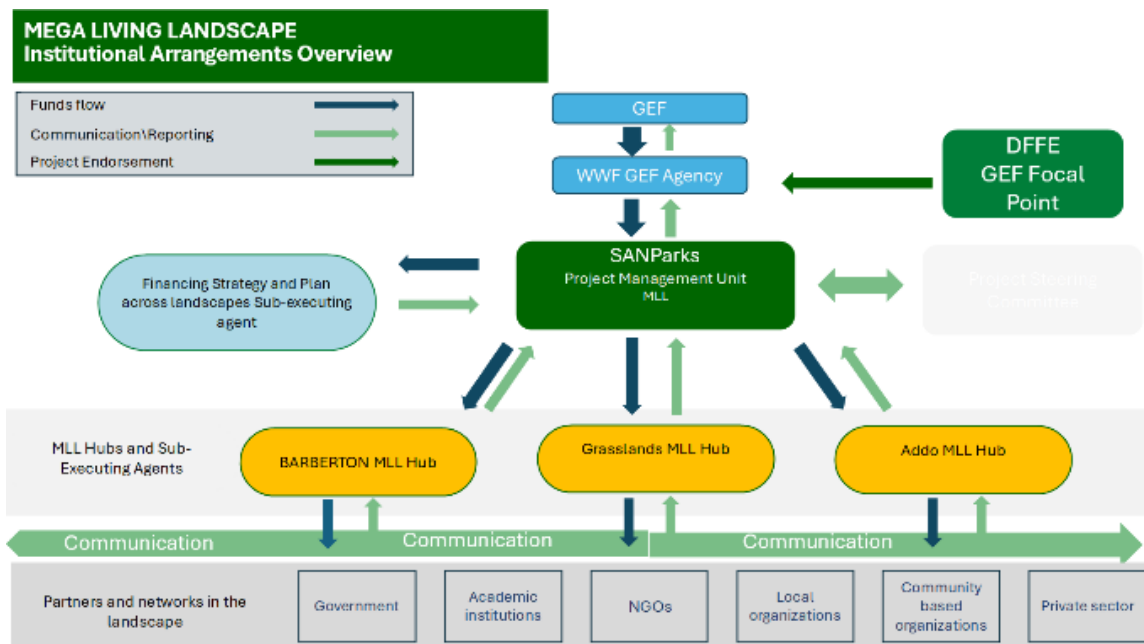 MEGA LIVING LANDSCAPE
Institutional Arrangements Overview
Funds flow
Communication\Reporting
Project Endorsement
GEF
WWF GEF Agency
DFFE
GEF Focal
Point
SANParks
Project Management Unit
MLL
Financing Strategy and Plan
across landscapes Sub-executing
agent
Project Steering
Committee
MLL Hubs and Sub-
Executing Agents
BARBERTON MLL Hub
Grasslands MLL Hub
Addo MLL Hub
Communication
Communication
Communication
Partners and networks in the
landscape
Government
Academic
institutions
NGOs
Local
organizations
Community
based
organizations
Private sector